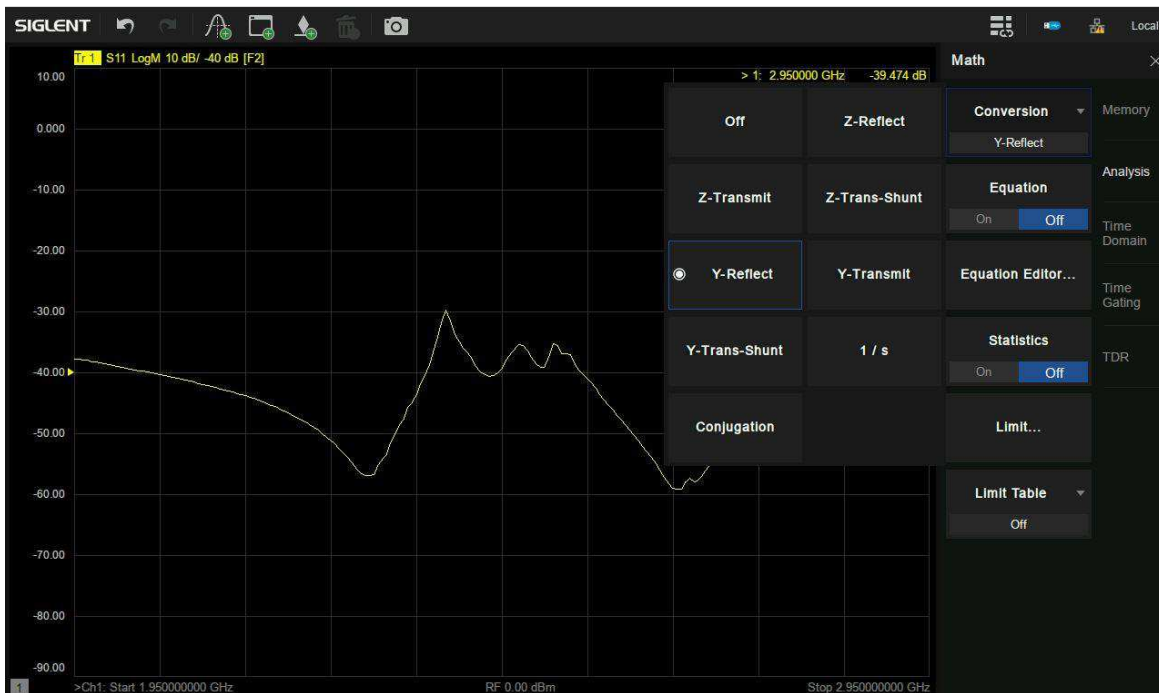 SIGLENT
Local
Tr 1 S11 LogM 10 dB/ -40 dB [F2]
> 1: 2.950000 GHz -39.474 dB
10.00
0.000
-10.00
-20.00
-30.00
-40.00
-50.00
-60.00
-70.00
-80.00
-90.00
Off
Z-Reflect
Z-Transmit
Z-Trans-Shunt
Y-Reflect
Y-Transmit
Y-Trans-Shunt
1 / s
Conjugation
Math
Conversion
Y-Reflect
Equation
On Off
Equation Editor...
Statistics
On Off
Limit...
Limit Table
Off
Memory
Analysis
Time
Domain
Time
Gating
TDR
1
>Ch1: Start 1.950000000 GHz
RF 0.00 dBm
Stop 2.950000000 GHz